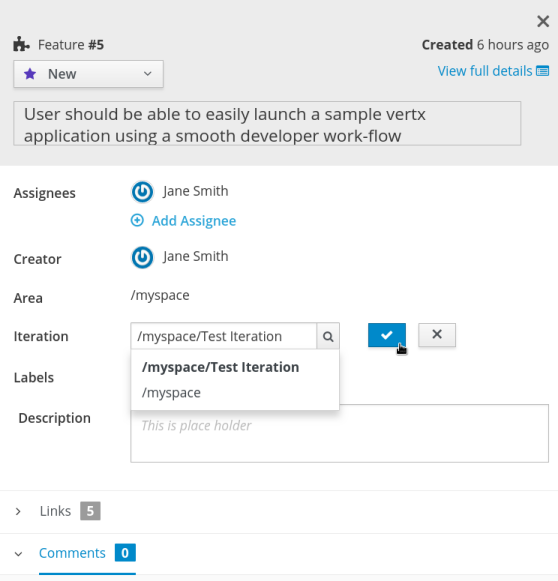 Feature #5
Created 6 hours ago
New
View full details
User should be able to easily launch a sample vertx
application using a smooth developer work-flow
Assignees
Jane Smith
Add Assignee
Creator
Jane Smith
Area
/myspace
Iteration
/myspace/Test Iteration
/myspace/Test Iteration
/myspace
Labels
Description
This is place holder
Links 5
Comments 0